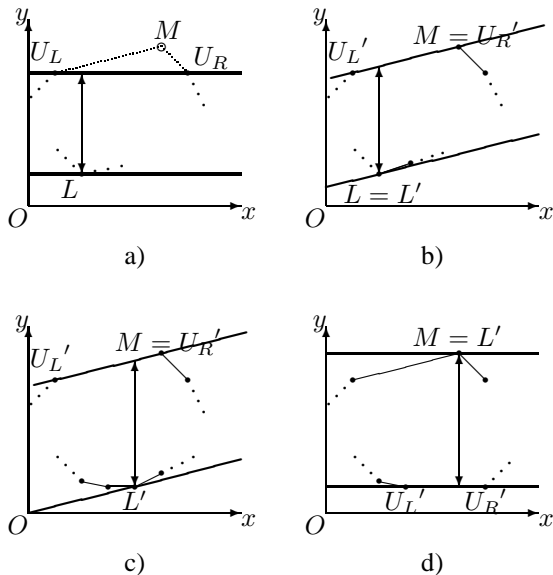 y
M
U_L
U_R
L
O
x
a)
y
M = U_R'
U_L'
L = L'
O
x
b)
y
M = U_R'
U_L'
L'
O
x
c)
y
M = L'
U_L'
U_R'
O
x
d)